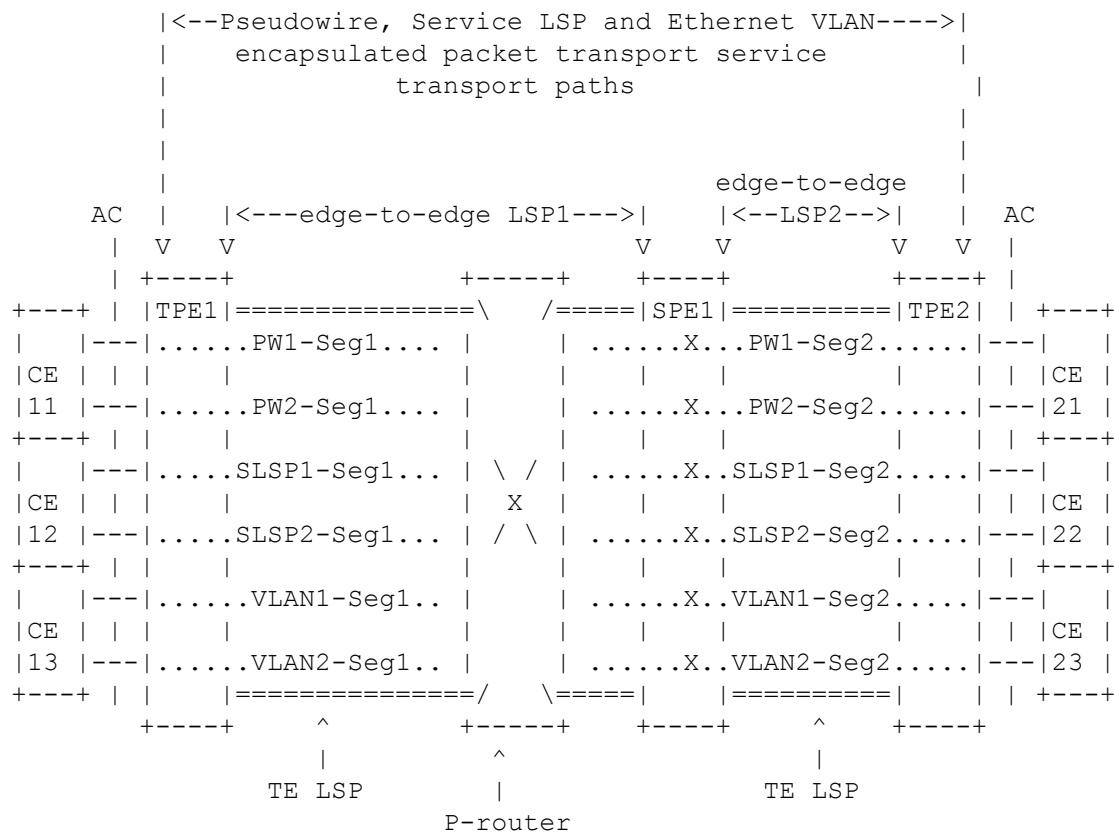 |<--Pseudowire, Service LSP and Ethernet VLAN---->|
|    encapsulated packet transport service        |
|              transport paths                     |
|                                                 |
|                                                 |
|                                  edge-to-edge   |
AC   |   |<---edge-to-edge LSP1--->|    |<--LSP2-->|   |  AC
|  V   V                         V    V          V   V  |
| +----+              +-----+    +----+          +----+ |
+---+ | |TPE1|===============\   /=====|SPE1|==========|TPE2| | +---+
|   |---|......PW1-Seg1.... |     | ......X...PW1-Seg2......|---|   |
|CE | | |    |              |     |    |    |          |    | | |CE |
|11 |---|......PW2-Seg1.... |     | ......X...PW2-Seg2......|---|21 |
+---+ | |    |              |     |    |    |          |    | | +---+
|   |---|.....SLSP1-Seg1... | \ / | ......X..SLSP1-Seg2.....|---|   |
|CE | | |    |              |  X  |    |    |          |    | | |CE |
|12 |---|.....SLSP2-Seg1... | / \ | ......X..SLSP2-Seg2.....|---|22 |
+---+ | |    |              |     |    |    |          |    | | +---+
|   |---|......VLAN1-Seg1.. |     | ......X..VLAN1-Seg2.....|---|   |
|CE | | |    |              |     |    |    |          |    | | |CE |
|13 |---|......VLAN2-Seg1.. |     | ......X..VLAN2-Seg2.....|---|23 |
+---+ | |    |===============/   \=====|    |==========|    | | +---+
+----+     ^        +-----+    +----+     ^    +----+
|          ^                   |
TE LSP        |                TE LSP
P-router